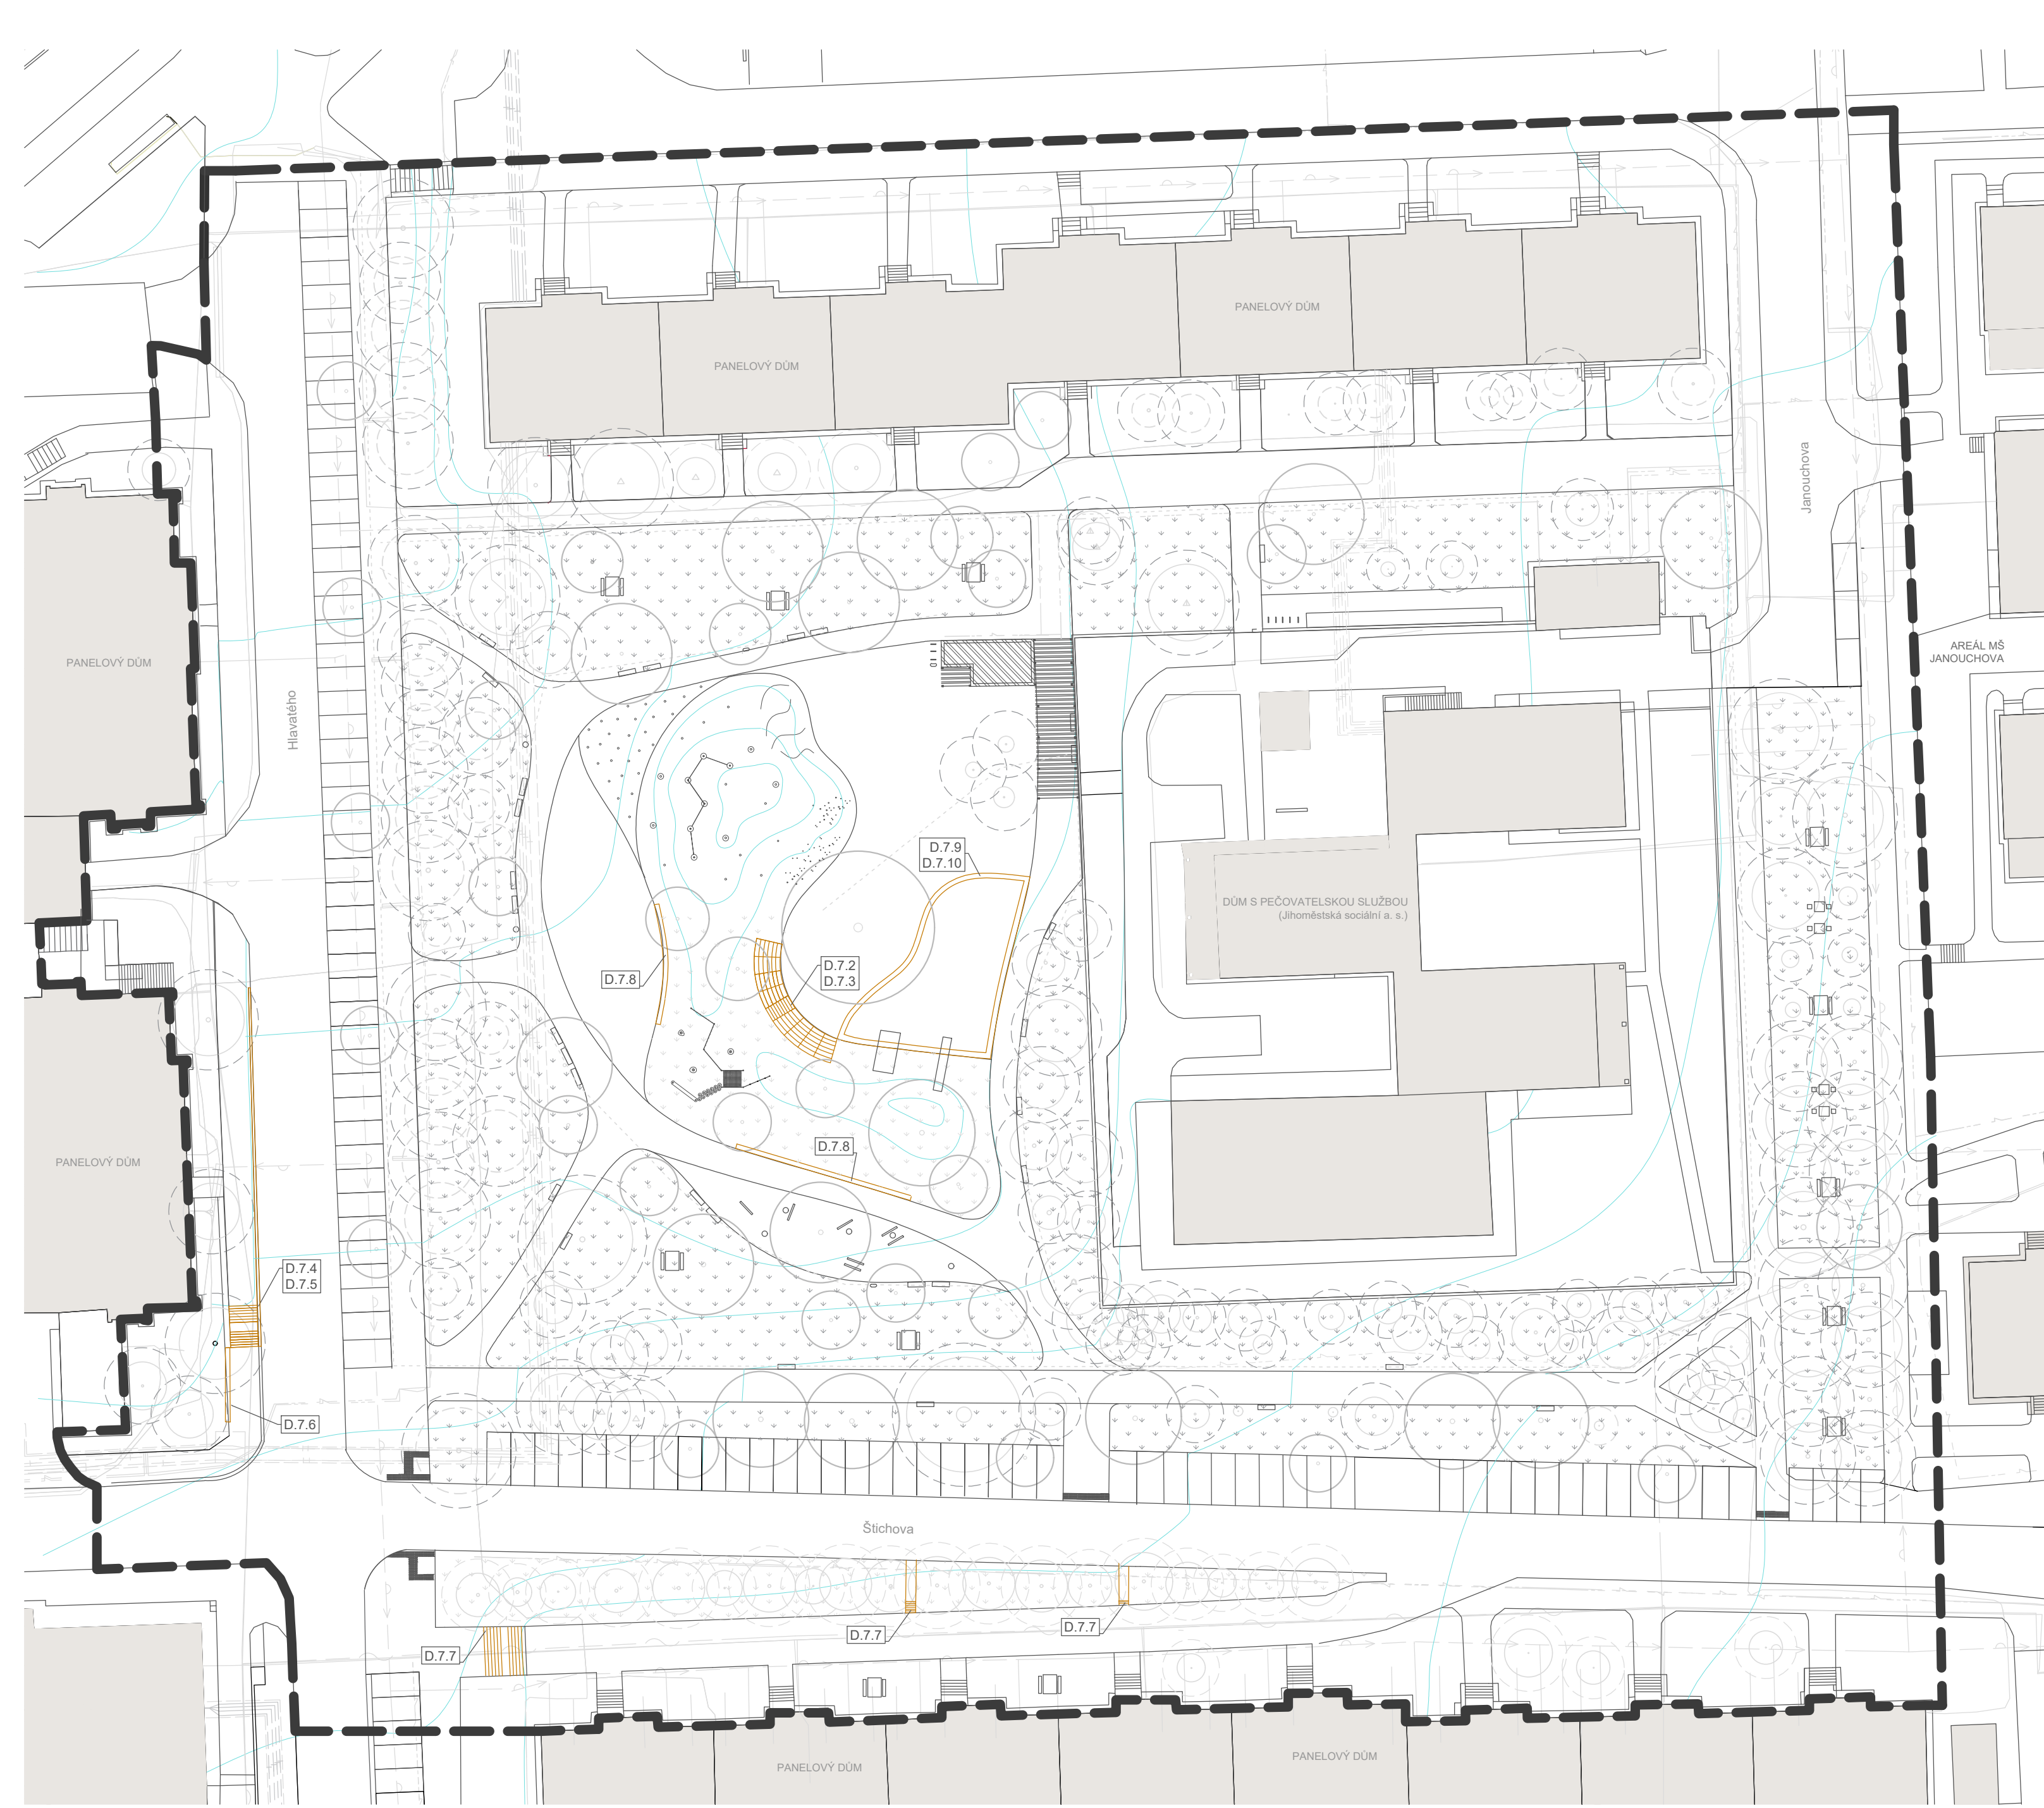 PANELOVÝ DŮM
PANELOVÝ DŮM
Janouchova
AREÁL MŠ
JANOUCHOVA
PANELOVÝ DŮM
Hlavatého
D.7.9
D.7.10
DŮM S PEČOVATELSKOU SLUŽBOU
(Jihoměstská sociální a. s.)
D.7.8
D.7.2
D.7.3
D.7.8
PANELOVÝ DŮM
D.7.4
D.7.5
D.7.6
Štichova
D.7.7
D.7.7
D.7.7
PANELOVÝ DŮM
PANELOVÝ DŮM